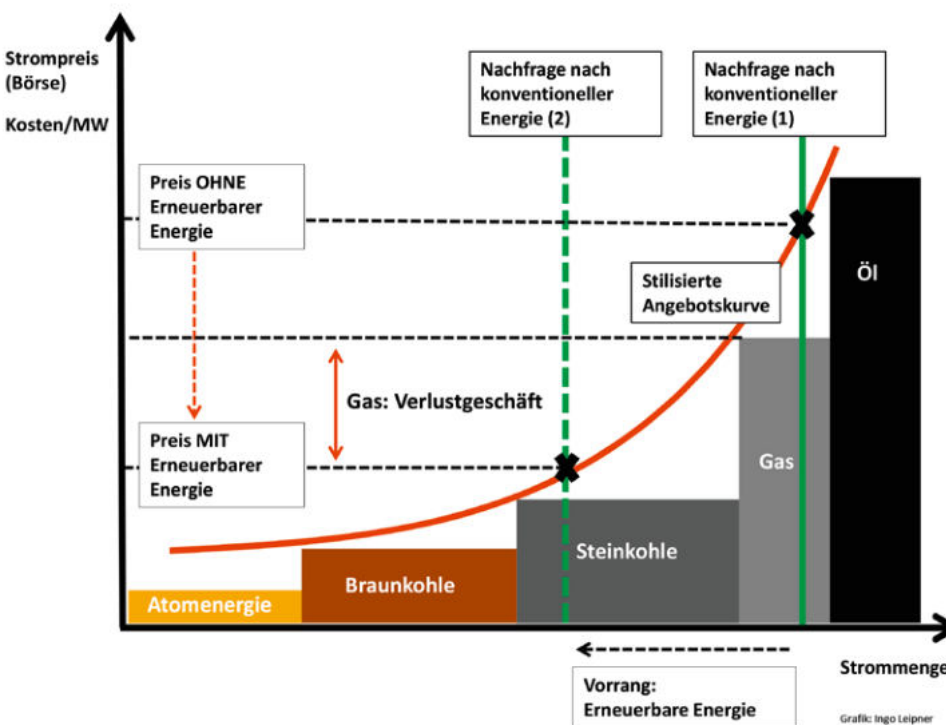 Strompreis
(Börse)
Kosten/MW
Nachfrage nach
konventioneller
Energie (2)
Nachfrage nach
konventioneller
Energie (1)
Preis OHNE
Erneuerbarer
Energie
Stilisierte
Angebotskurve
Öl
Gas: Verlustgeschäft
Preis MIT
Erneuerbarer
Energie
Gas
Steinkohle
Braunkohle
Atomenergie
Strommenge
Vorrang:
Erneuerbare Energie
Grafik: Ingo Leipner